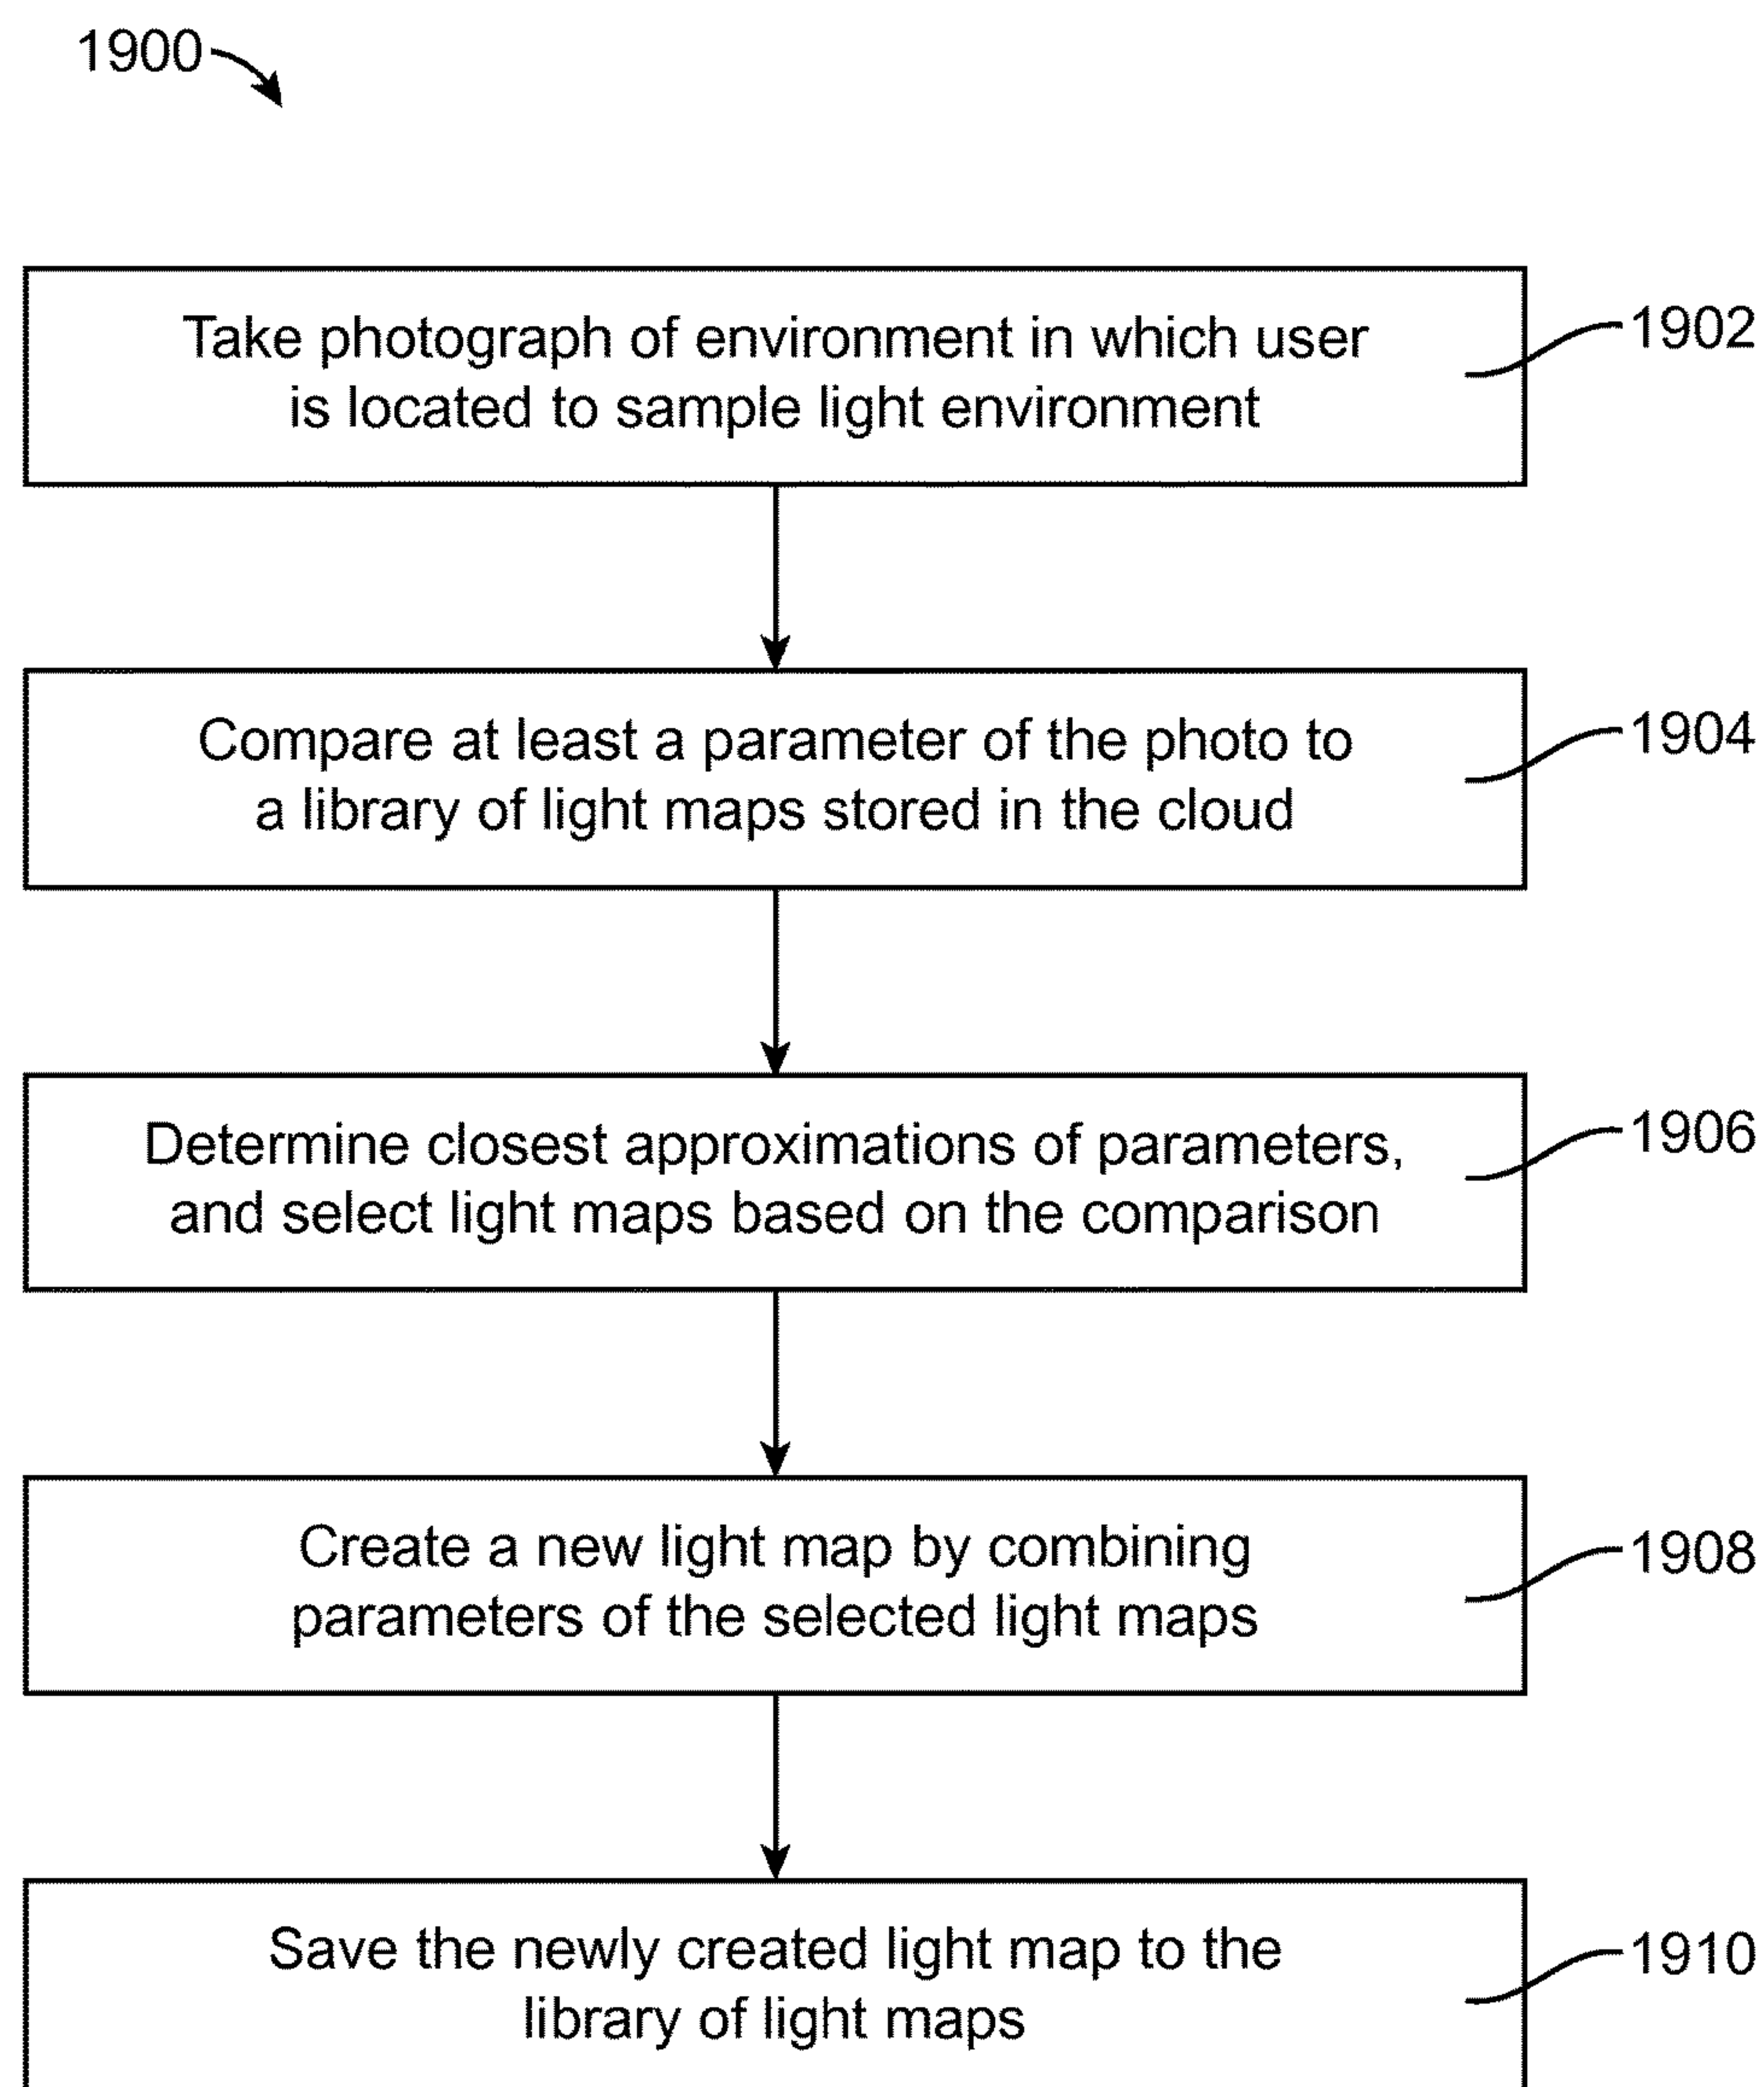 1900
Take photograph of environment in which user
is located to sample light environment
1902
Compare at least a parameter of the photo to
a library of light maps stored in the cloud
1904
Determine closest approximations of parameters,
and select light maps based on the comparison
1906
Create a new light map by combining
parameters of the selected light maps
1908
Save the newly created light map to the
library of light maps
1910